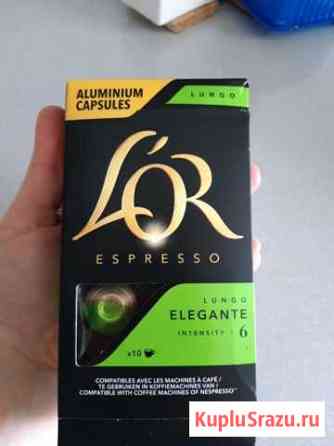 ALUMINIUM
CAPSULES
LUNGO
L'OR
ESPRESSO
LUNGO
ELEGANTE
INTENSITY | 6
x10
COMPATIBLES AVEC LES MACHINES À CAFÉ /
TE GEBRUIKEN IN KOFFIEMACHINES VAN /
COMPATIBLE WITH COFFEE MACHINES OF NESPRESSO
KupluSrazu.ru